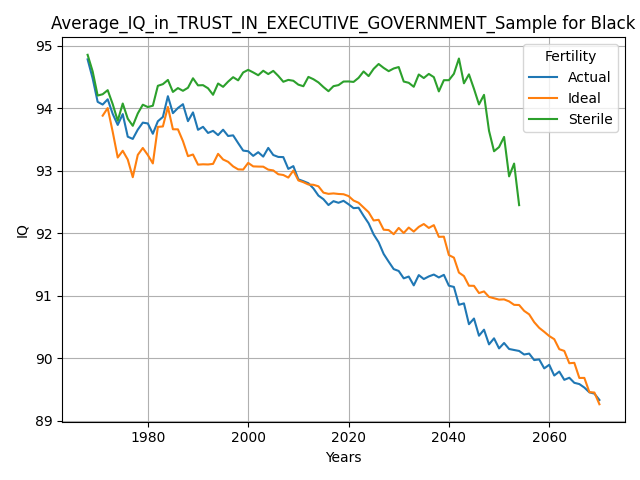 Average_IQ_in_TRUST_IN_EXECUTIVE_GOVERNMENT_Sample for Black
95
94
93
92
91
90
89
IQ
1980
2000
2020
2040
2060
Years
Fertility
Actual
Ideal
Sterile